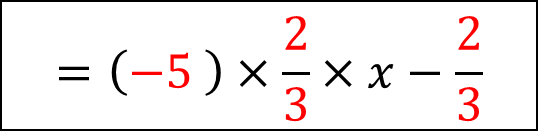 = (−5) × 2/3 × x − 2/3